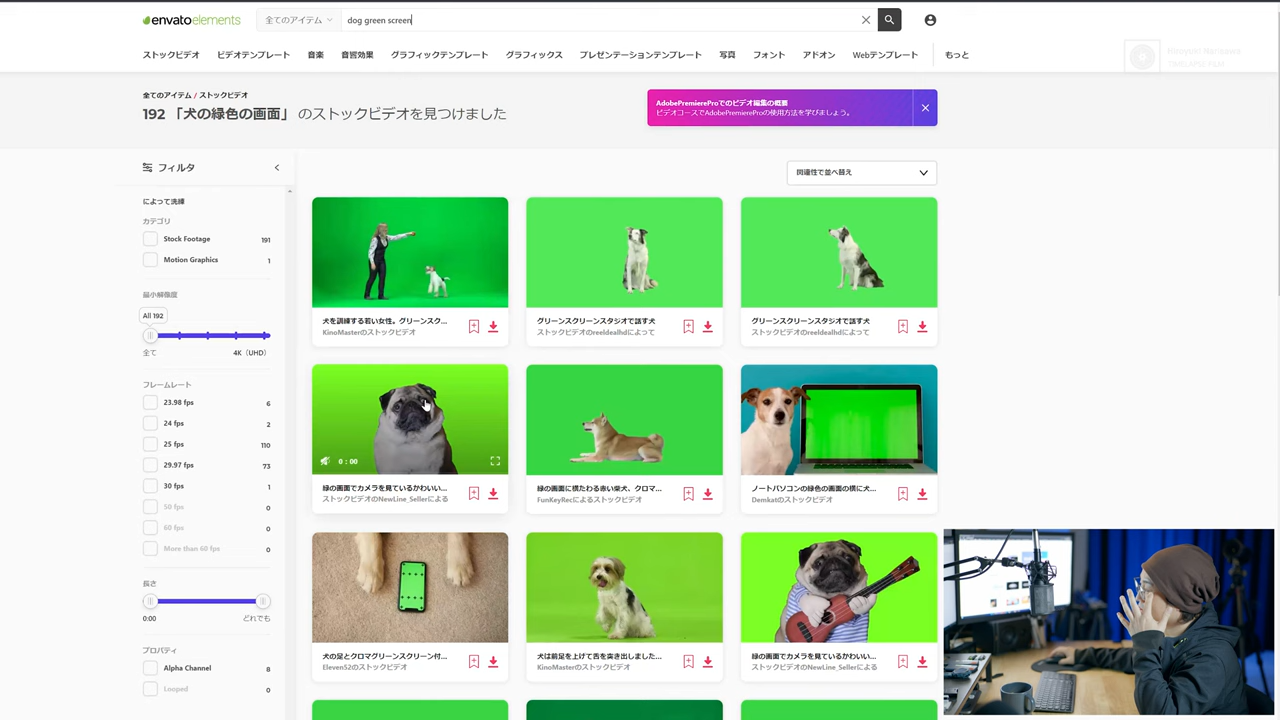 envatoelements
全てのアイテム
dog green screen
ストックビデオ
ビデオテンプレート
音楽
音響効果
グラフィックテンプレート
グラフィックス
プレゼンテーションテンプレート
写真
フォント
アドオン
Webテンプレート
もっと
全てのアイテム / ストックビデオ
192 「犬の緑色の画面」 のストックビデオを見つけました
AdobePremiereProでのビデオ編集の概要
ビデオコースでAdobePremiereProの使用方法を学びましょう。
フィルタ
関連性で並べ替え
によって洗練
カテゴリ
Stock Footage 191
Motion Graphics 1
最小解像度
All 192
全て 4K（UHD）
フレームレート
23.98 fps 6
24 fps 2
25 fps 110
29.97 fps 73
30 fps 1
50 fps 0
60 fps 0
More than 60 fps 0
長さ
0:00 どれでも
プロパティ
Alpha Channel 8
Looped 0
犬を訓練する若い女性。グリーンスク...
KinoMasterのストックビデオ
グリーンスクリーンスタジオで話す犬
ストックビデオのreeldealhdによって
グリーンスクリーンスタジオで話す犬
ストックビデオのreeldealhdによって
0:00
緑の画面でカメラを見ているかわいい...
ストックビデオのNewLine_Sellerによる
緑の画面に横たわる赤い柴犬、クロマ...
FunKeyRecによるストックビデオ
ノートパソコンの緑色の画面の横に犬...
Demkatのストックビデオ
犬の足とクロマグリーンスクリーン付...
Eleven52のストックビデオ
犬は前足を上げて舌を突き出しました...
KinoMasterのストックビデオ
緑の画面でカメラを見ているかわいい...
ストックビデオのNewLine_Sellerによる